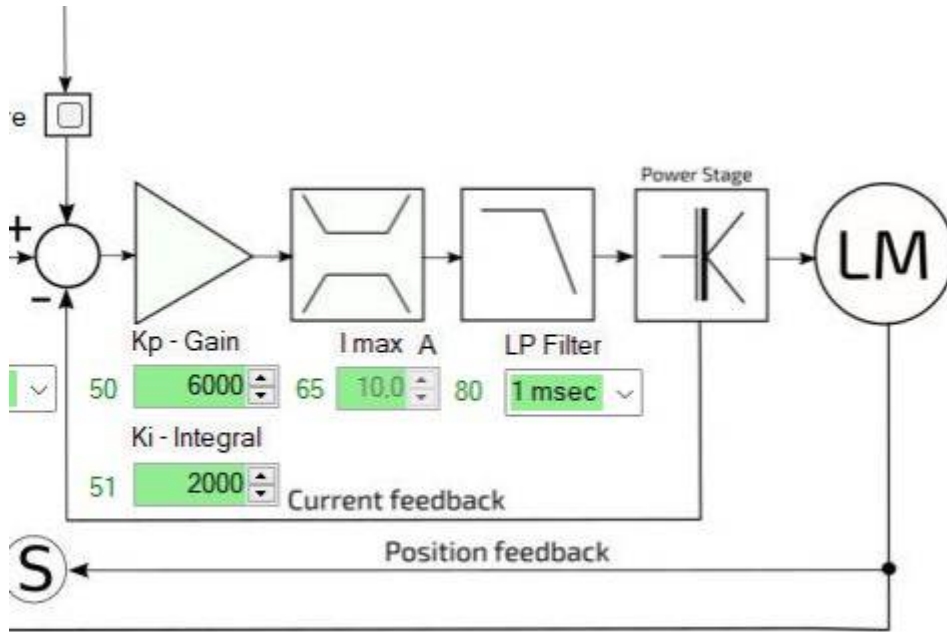 re
Power Stage
+
-
LM
Kp - Gain
I max A
LP Filter
50
6000
65
10.0
80
1 msec
Ki - Integral
51
2000
Current feedback
Position feedback
S